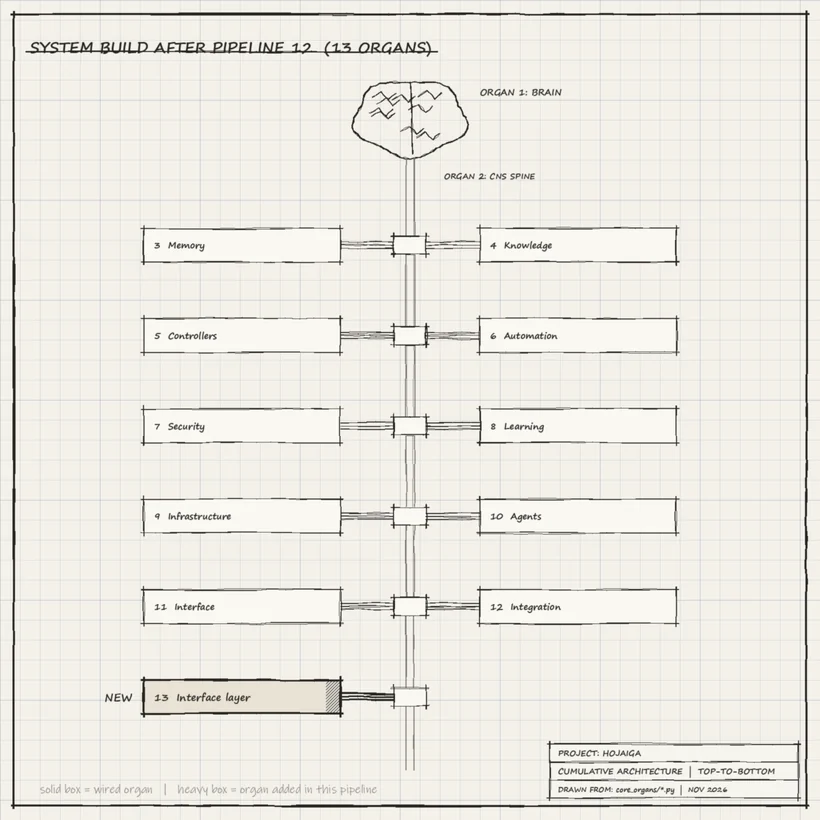 SYSTEM BUILD AFTER PIPELINE 12 (13 ORGANS)
ORGAN 1: BRAIN
ORGAN 2: CNS SPINE
3 Memory
4 Knowledge
5 Controllers
6 Automation
7 Security
8 Learning
9 Infrastructure
10 Agents
11 Interface
12 Integration
NEW
13 Interface layer
PROJECT: HOJAIGA
CUMULATIVE ARCHITECTURE | TOP-TO-BOTTOM
DRAWN FROM: core_organs/*.py | NOV 2026
solid box = wired organ | heavy box = organ added in this pipeline